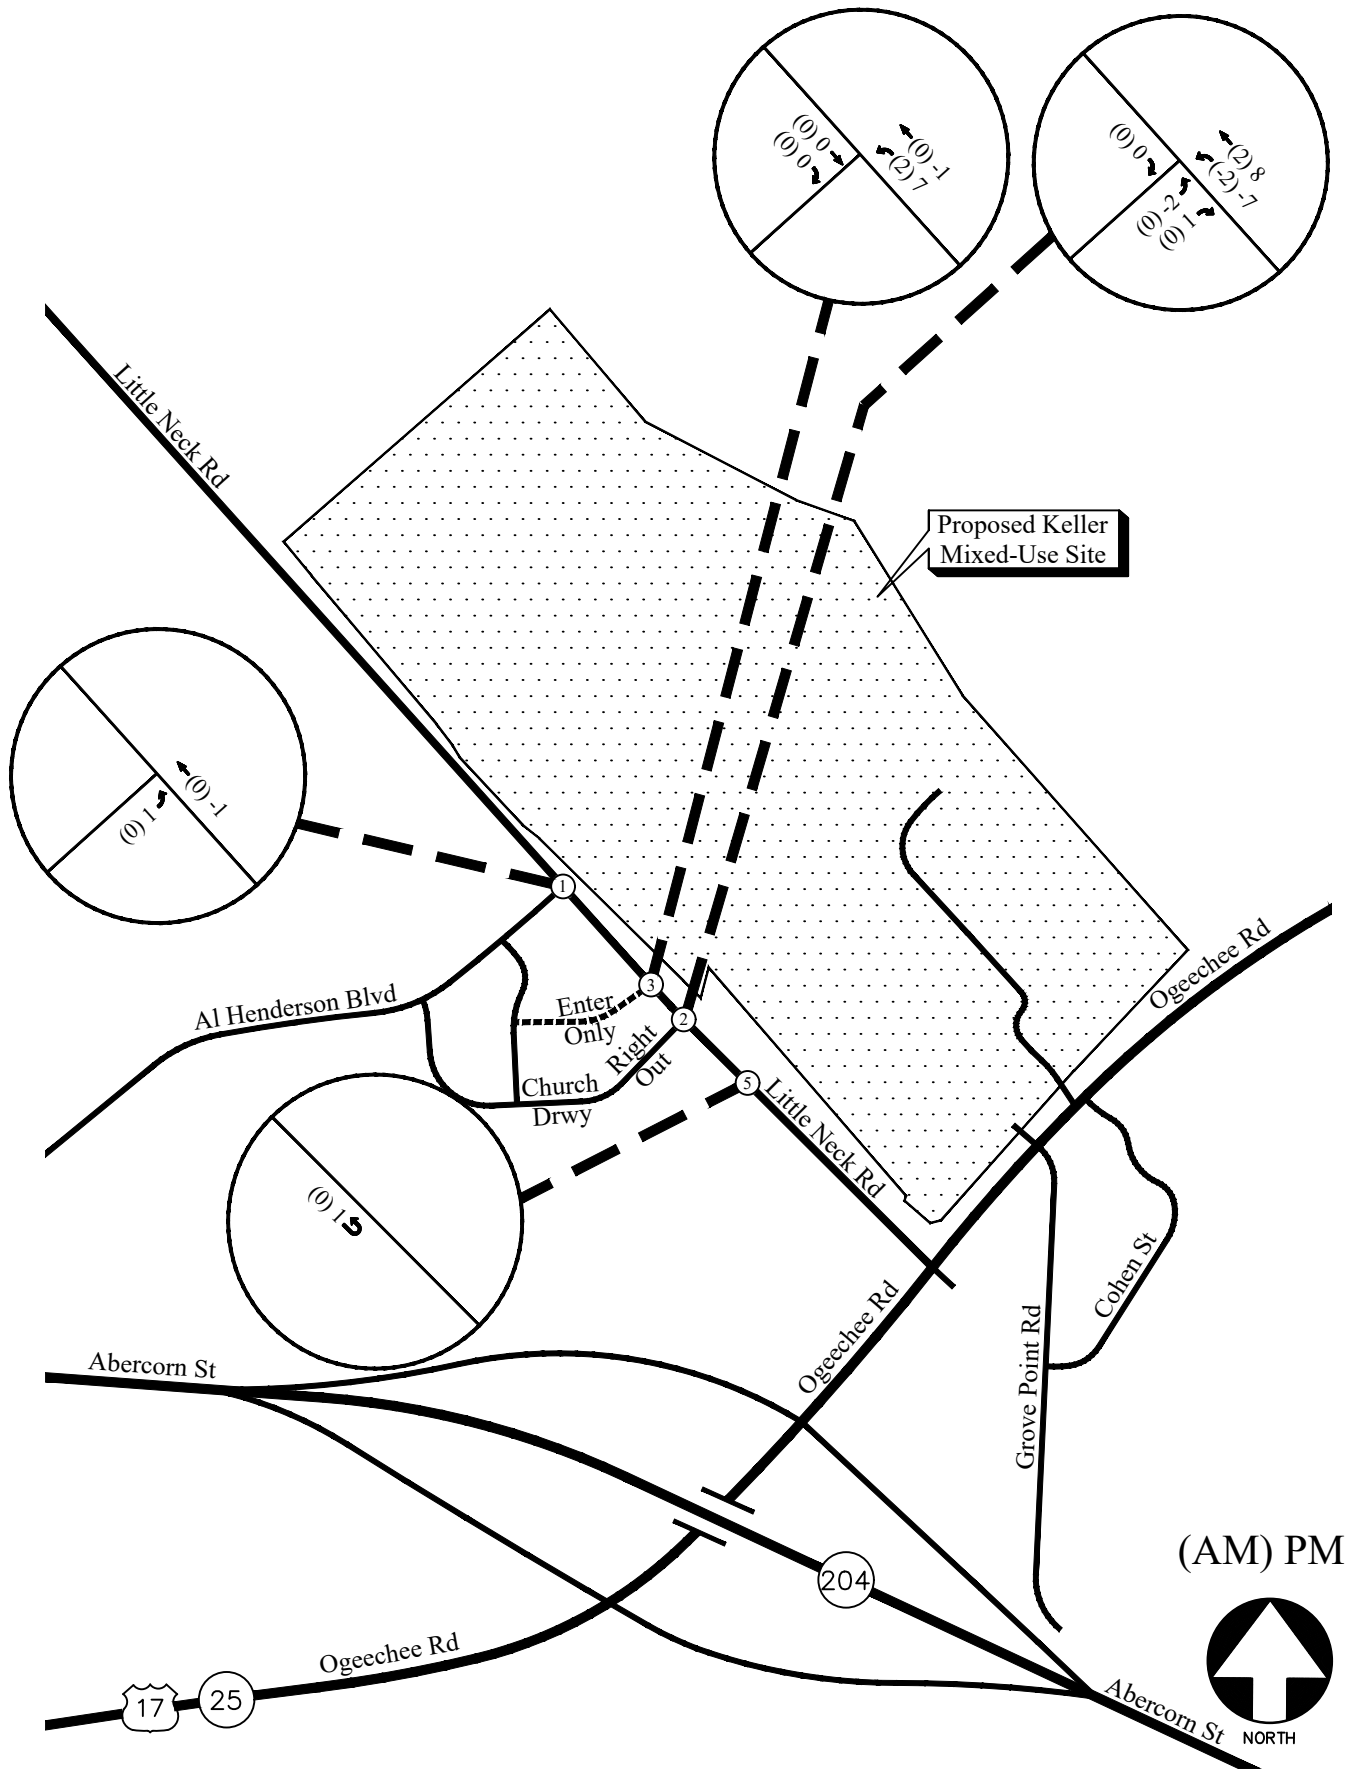 (0) 0
(0) 0
(0) -1
(2) 7
(0) 0
(2) 8
(-2) -7
(0) -2
(0) 1
Little Neck Rd
Proposed Keller
Mixed-Use Site
(0) -1
(0) 1
1
3
2
5
Ogeechee Rd
Al Henderson Blvd
Enter
Only
Right
Out
Church
Drwy
Little Neck Rd
(0) 1
Cohen St
Grove Point Rd
Ogeechee Rd
Abercorn St
(AM) PM
204
Ogeechee Rd
17
25
Abercorn St
NORTH